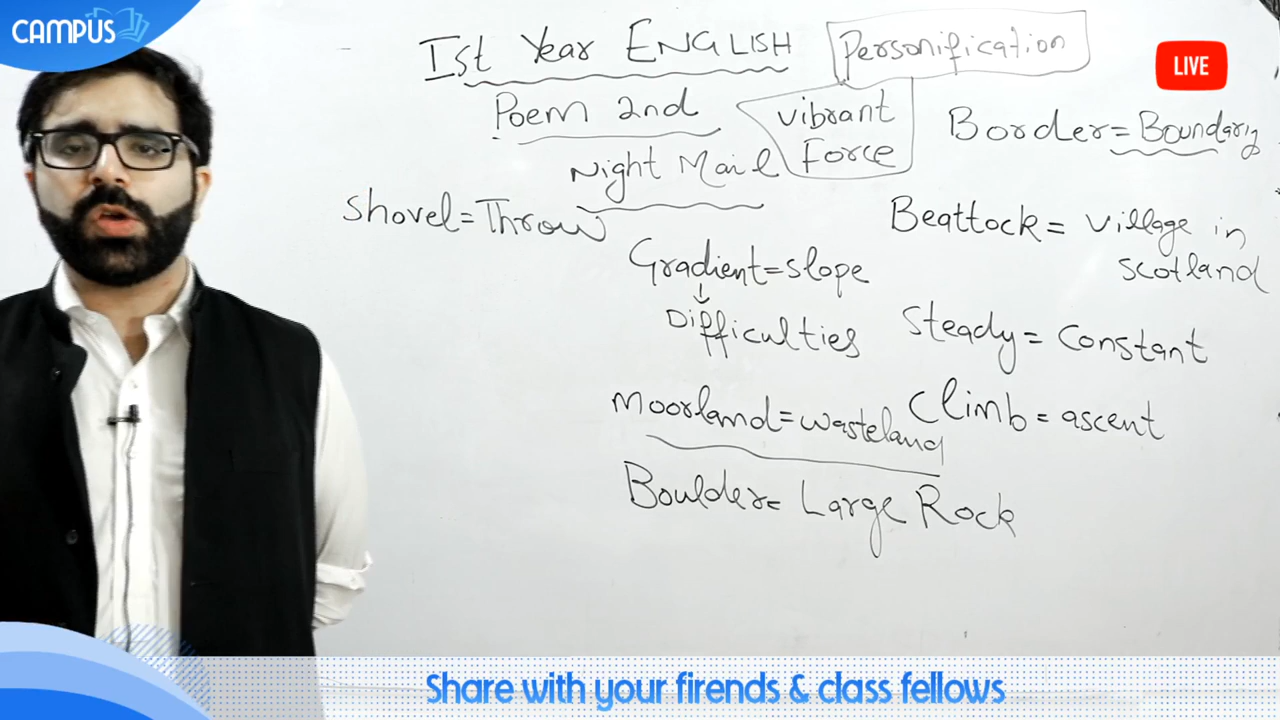 CAMPUS
Ist Year ENGLISH
Personification
LIVE
Poem 2nd
vibrant
Force
Border = Boundariz
Night Mail
Shovel = Throw
Beattock = village in
scotland
Gradient = slope
↓
Difficulties
Steady = Constant
Moorland = wasteland
Climb = ascent
Boulder = Large Rock
Share with your firends & class fellows